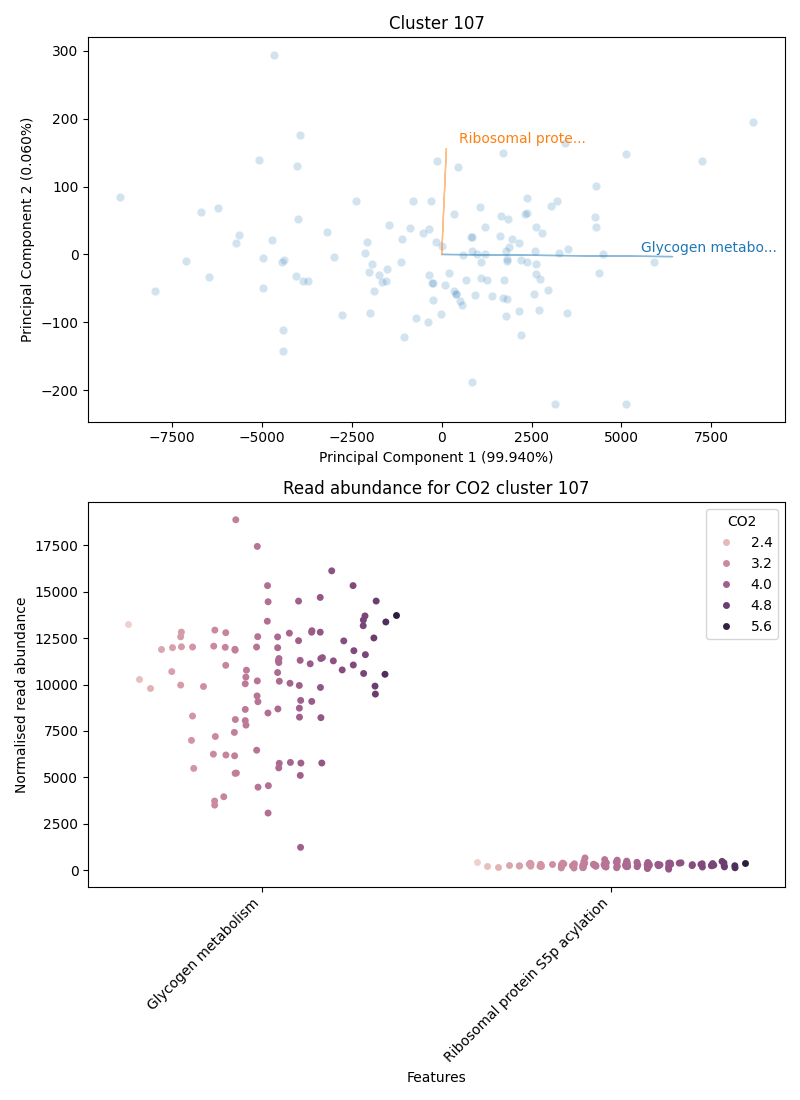 Cluster 107
300
200
100
0
−100
−200
Principal Component 2 (0.060%)
Ribosomal prote...
Glycogen metabo...
−7500
−5000
−2500
0
2500
5000
7500
Principal Component 1 (99.940%)
Read abundance for CO2 cluster 107
17500
15000
12500
10000
7500
5000
2500
0
Normalised read abundance
CO2
2.4
3.2
4.0
4.8
5.6
Glycogen metabolism
Ribosomal protein S5p acylation
Features